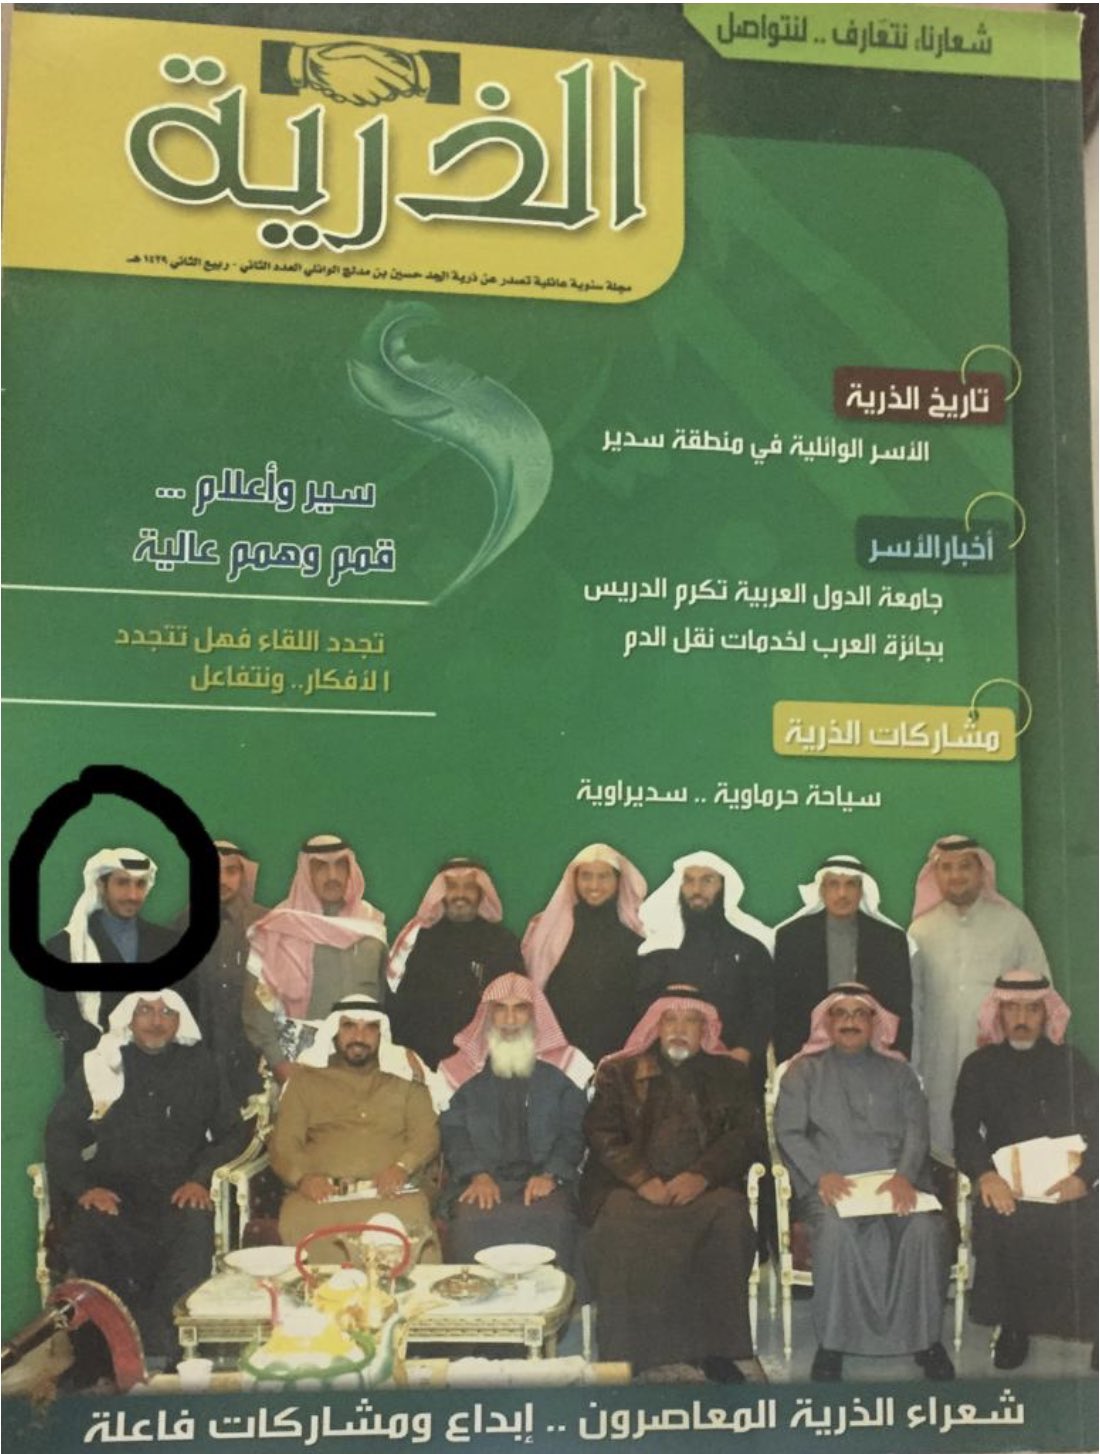 شعارنا، نتعارف .. لنتواصل
الذرية
مجلة سنوية عائلية تصدر عن ذرية الجد حسين بن مدلج الوائلي العدد الثاني - ربيع الثاني ١٤٢٩ هـ
تاريخ الذرية
الأسر الوائلية في منطقة سدير
أخبار الأسر
جامعة الدول العربية تكرم الدريس
بجائزة العرب لخدمات نقل الدم
مشاركات الذرية
سياحة حرماوية .. سديراوية
سير وأعلام ...
قمم وهمم عالية
تجدد اللقاء فهل تتجدد
الأفكار.. ونتفاعل
شعراء الذرية المعاصرون .. إبداع ومشاركات فاعلة